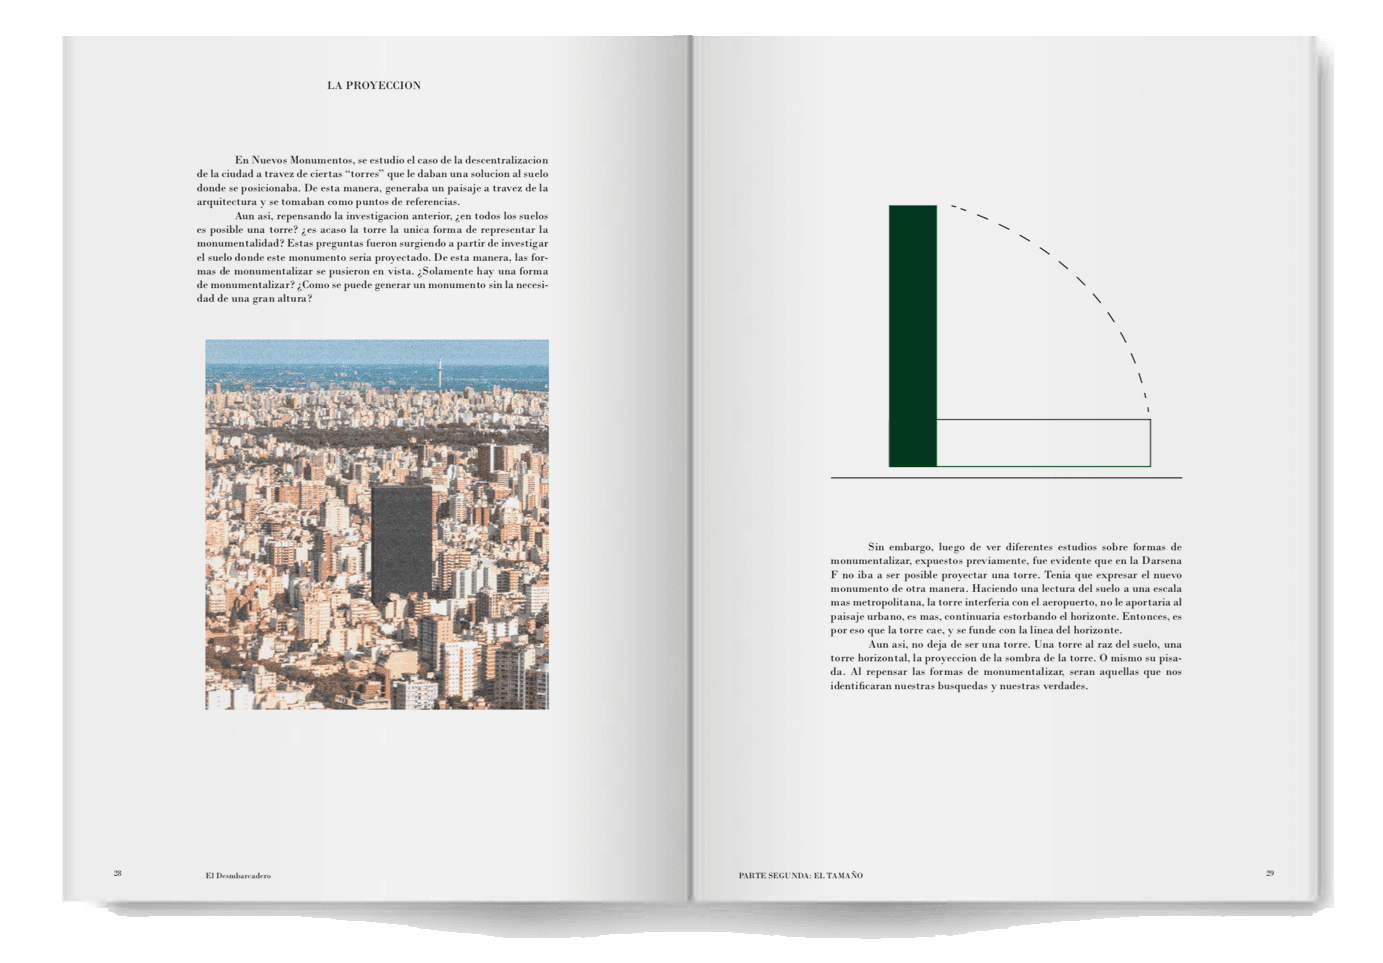 LA PROYECCION
En Nuevos Monumentos, se estudio el caso de la descentralizacion
de la ciudad a travez de ciertas “torres” que le daban una solucion al suelo
donde se posicionaba. De esta manera, generaba un paisaje a travez de la
arquitectura y se tomaban como puntos de referencias.
Aun asi, repensando la investigacion anterior, ¿en todos los suelos
es posible una torre? ¿es acaso la torre la unica forma de representar la
monumentalidad? Estas preguntas fueron surgiendo a partir de investigar
el suelo donde este monumento seria proyectado. De esta manera, las for-
mas de monumentalizar se pusieron en vista. ¿Solamente hay una forma
de monumentalizar? ¿Como se puede generar un monumento sin la necesi-
dad de una gran altura?
28
El Desmbarcadero
Sin embargo, luego de ver diferentes estudios sobre formas de
monumentalizar, expuestos previamente, fue evidente que en la Darsena
F no iba a ser posible proyectar una torre. Tenia que expresar el nuevo
monumento de otra manera. Haciendo una lectura del suelo a una escala
mas metropolitana, la torre interferia con el aeropuerto, no le aportaria al
paisaje urbano, es mas, continuaria estorbando el horizonte. Entonces, es
por eso que la torre cae, y se funde con la linea del horizonte.
Aun asi, no deja de ser una torre. Una torre al raz del suelo, una
torre horizontal, la proyeccion de la sombra de la torre. O mismo su pisa-
da. Al repensar las formas de monumentalizar, seran aquellas que nos
identificaran nuestras busquedas y nuestras verdades.
PARTE SEGUNDA: EL TAMAÑO
29